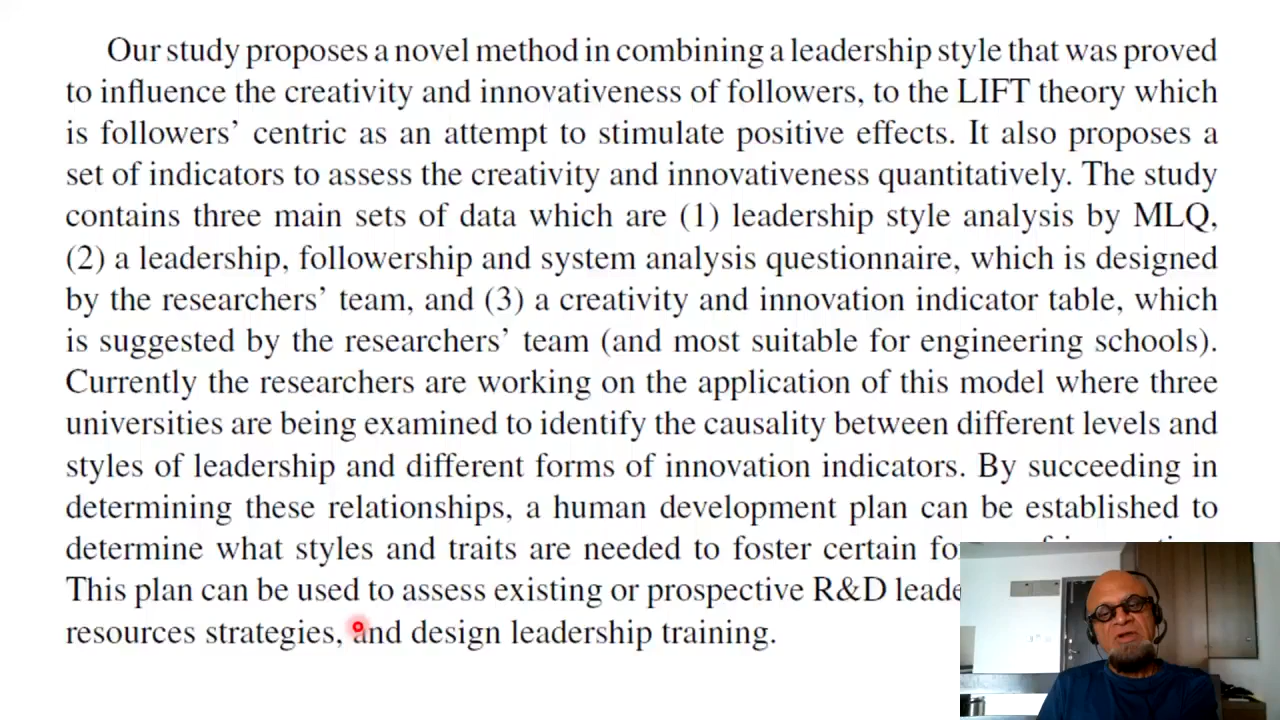 Our study proposes a novel method in combining a leadership style that was proved
to influence the creativity and innovativeness of followers, to the LIFT theory which
is followers’ centric as an attempt to stimulate positive effects. It also proposes a
set of indicators to assess the creativity and innovativeness quantitatively. The study
contains three main sets of data which are (1) leadership style analysis by MLQ,
(2) a leadership, followership and system analysis questionnaire, which is designed
by the researchers’ team, and (3) a creativity and innovation indicator table, which
is suggested by the researchers’ team (and most suitable for engineering schools).
Currently the researchers are working on the application of this model where three
universities are being examined to identify the causality between different levels and
styles of leadership and different forms of innovation indicators. By succeeding in
determining these relationships, a human development plan can be established to
determine what styles and traits are needed to foster certain
This plan can be used to assess existing or prospective R&D
resources strategies, and design leadership training.